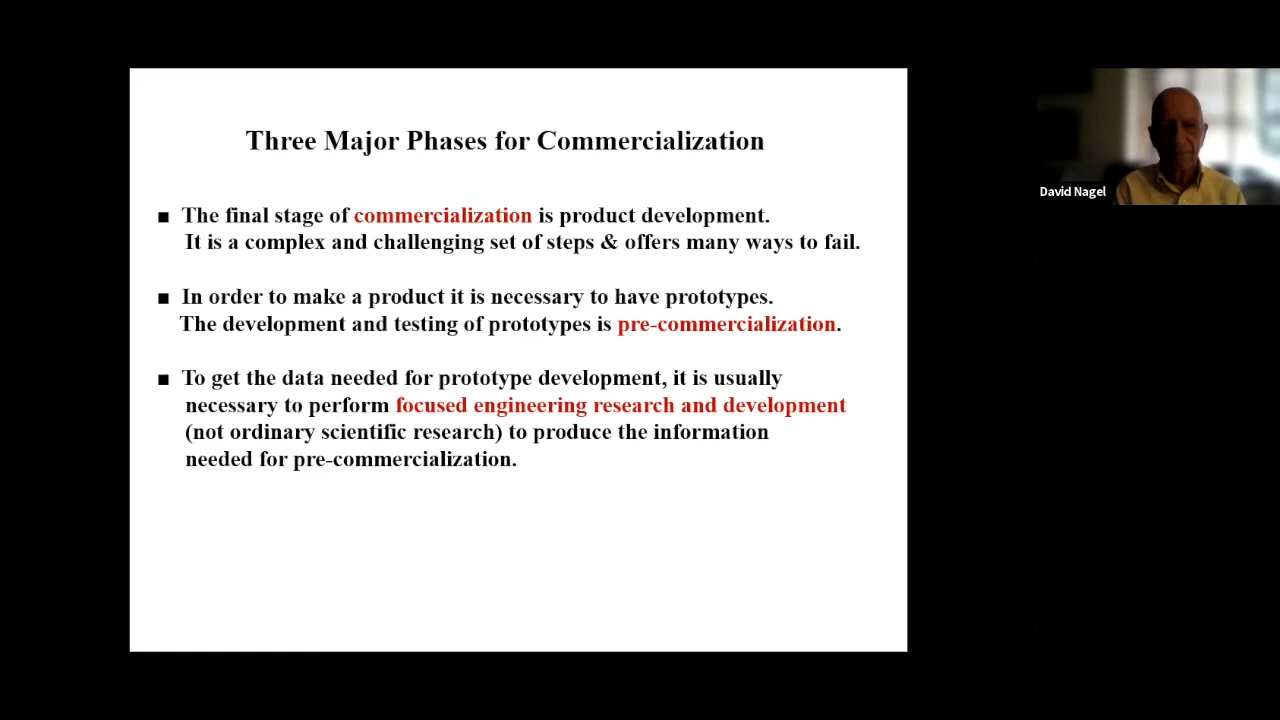 Three Major Phases for Commercialization
■ The final stage of commercialization is product development.
It is a complex and challenging set of steps & offers many ways to fail.
■ In order to make a product it is necessary to have prototypes.
The development and testing of prototypes is pre-commercialization.
■ To get the data needed for prototype development, it is usually
necessary to perform focused engineering research and development
(not ordinary scientific research) to produce the information
needed for pre-commercialization.
David Nagel